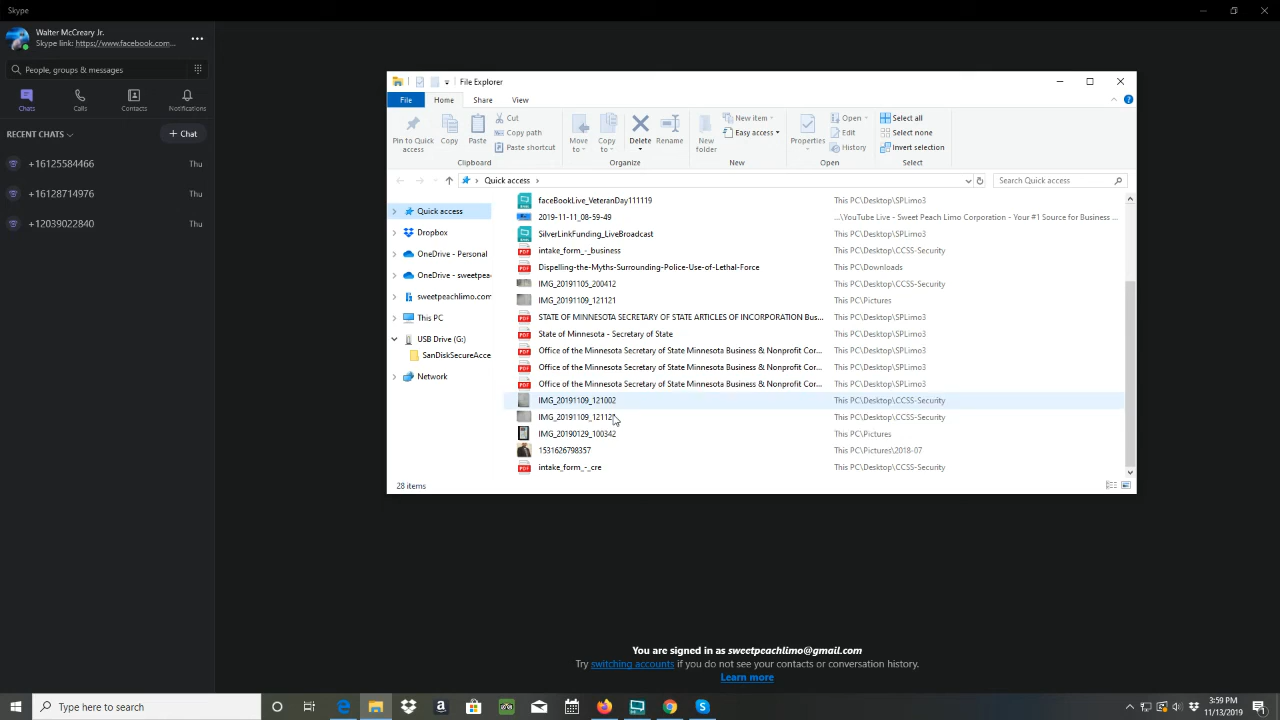 Skype
Walter McCreary Jr.
Skype link: https://www.facebook.com...
People, groups & messages
Chats
Calls
Contacts
Notifications
RECENT CHATS
+ Chat
+16125584466 Thu
+16128714976 Thu
+12039022840 Thu
File Explorer
File Home Share View
Pin to Quick access
Copy
Paste
Cut
Copy path
Paste shortcut
Clipboard
Move to
Copy to
Delete
Rename
Organize
New folder
New item
Easy access
New
Properties
Open
Edit
History
Open
Select all
Select none
Invert selection
Select
Quick access
Search Quick access
Quick access
Dropbox
OneDrive - Personal
OneDrive - sweetpea
sweetpeachlimo.com
This PC
USB Drive (G:)
SanDiskSecureAcce
Network
faceBookLive_VeteranDay111119 This PC\Desktop\SPLimo3
2019-11-11_08-59-49 ...\YouTube Live - Sweet Peach Limo Corporation - Your #1 Source for Business ...
SilverLinkFunding_LiveBroadcast This PC\Desktop\SPLimo3
intake_form_-_business This PC\Desktop\CCSS-Security
Dispelling-the-Myths-Surrounding-Police-Use-of-Lethal-Force This PC\Downloads
IMG_20191105_200412 This PC\Desktop\CCSS-Security
IMG_20191109_121121 This PC\Pictures
STATE OF MINNESOTA SECRETARY OF STATE ARTICLES OF INCORPORATION Bus... This PC\Desktop\SPLimo3
State of Minnesota - Secretary of State This PC\Desktop\SPLimo3
Office of the Minnesota Secretary of State Minnesota Business & Nonprofit Cor... This PC\Desktop\SPLimo3
Office of the Minnesota Secretary of State Minnesota Business & Nonprofit Cor... This PC\Desktop\SPLimo3
Office of the Minnesota Secretary of State Minnesota Business & Nonprofit Cor... This PC\Desktop\SPLimo3
IMG_20191109_121002 This PC\Desktop\CCSS-Security
This PC\Desktop\CCSS-Security
IMG_20190129_100342 This PC\Pictures
1531626798357 This PC\Pictures\2018-07
intake_form_-_cre This PC\Desktop\CCSS-Security
28 items
You are signed in as sweetpeachlimo@gmail.com
Try switching accounts if you do not see your contacts or conversation history.
Learn more
Type here to search
3:59 PM
11/13/2019